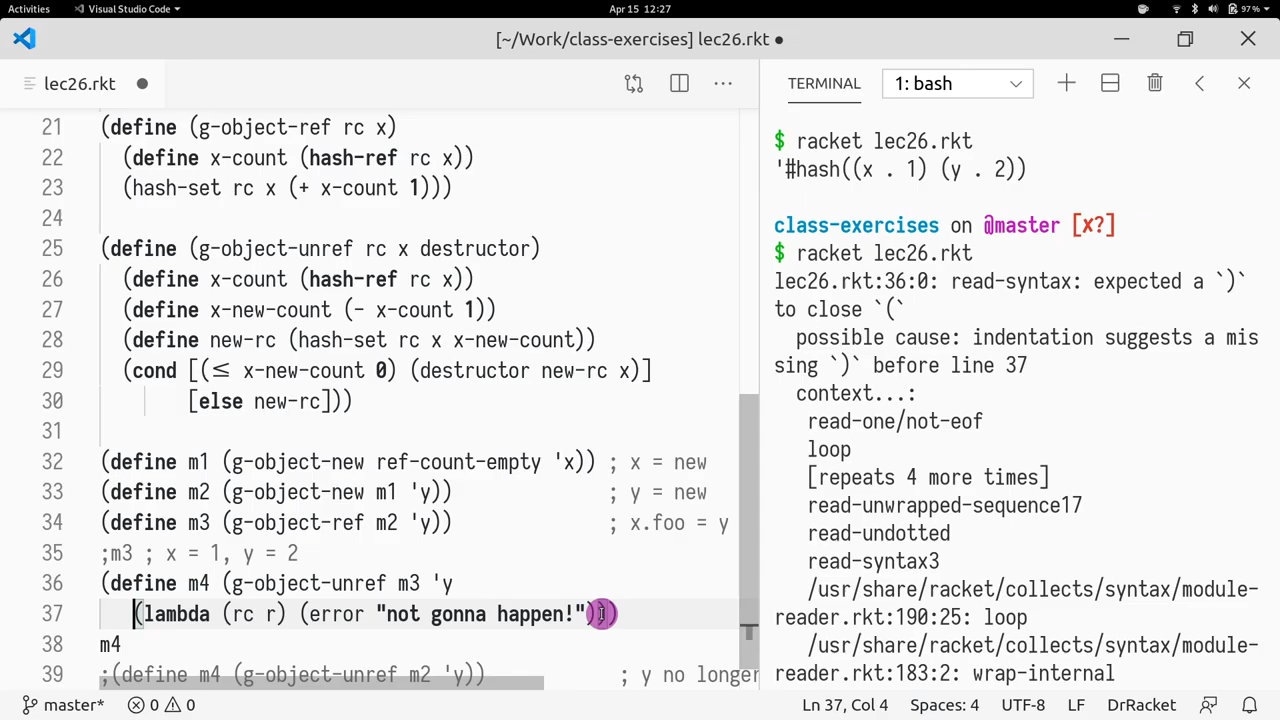 Activities Visual Studio Code Apr 15 12:27 97%
[~/Work/class-exercises] lec26.rkt ●
lec26.rkt ●
TERMINAL 1: bash
21 (define (g-object-ref rc x)
22 (define x-count (hash-ref rc x))
23 (hash-set rc x (+ x-count 1)))
24
25 (define (g-object-unref rc x destructor)
26 (define x-count (hash-ref rc x))
27 (define x-new-count (- x-count 1))
28 (define new-rc (hash-set rc x x-new-count))
29 (cond [(≤ x-new-count 0) (destructor new-rc x)]
30 [else new-rc]))
31
32 (define m1 (g-object-new ref-count-empty 'x)) ; x = new
33 (define m2 (g-object-new m1 'y)) ; y = new
34 (define m3 (g-object-ref m2 'y)) ; x.foo = y
35 ;m3 ; x = 1, y = 2
36 (define m4 (g-object-unref m3 'y
37 (lambda (rc r) (error "not gonna happen!")))
38 m4
39 ;(define m4 (g-object-unref m2 'y)) ; y no longer
$ racket lec26.rkt
'#hash((x . 1) (y . 2))
class-exercises on @master [x?]
$ racket lec26.rkt
lec26.rkt:36:0: read-syntax: expected a `)`
to close `(`
possible cause: indentation suggests a mis
sing `)` before line 37
context...:
read-one/not-eof
loop
[repeats 4 more times]
read-unwrapped-sequence17
read-undotted
read-syntax3
/usr/share/racket/collects/syntax/module-
reader.rkt:190:25: loop
/usr/share/racket/collects/syntax/module-
reader.rkt:183:2: wrap-internal
master* 0 0 Ln 37, Col 4 Spaces: 4 UTF-8 LF DrRacket